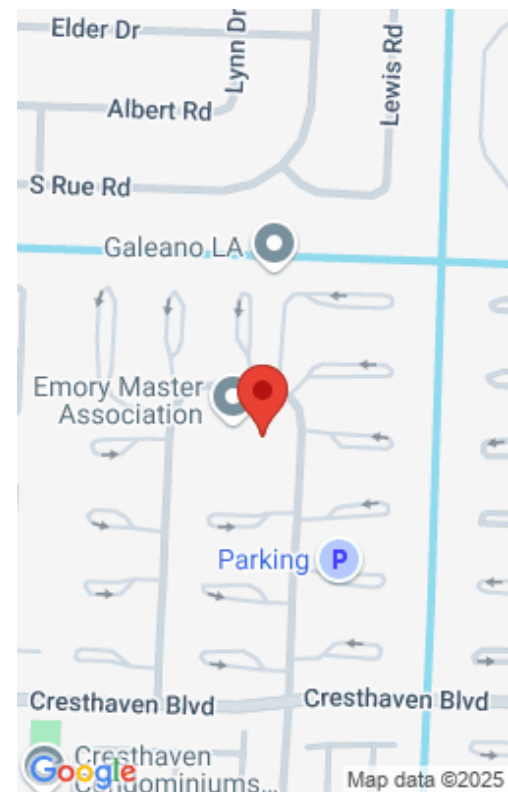 Elder Dr
Lynn Dr
Albert Rd
Lewis Rd
S Rue Rd
Galeano LA
Emory Master
Association
Parking
P
Cresthaven Blvd
Cresthaven Blvd
Cresthaven
Condominiums...
Google
Map data ©2025